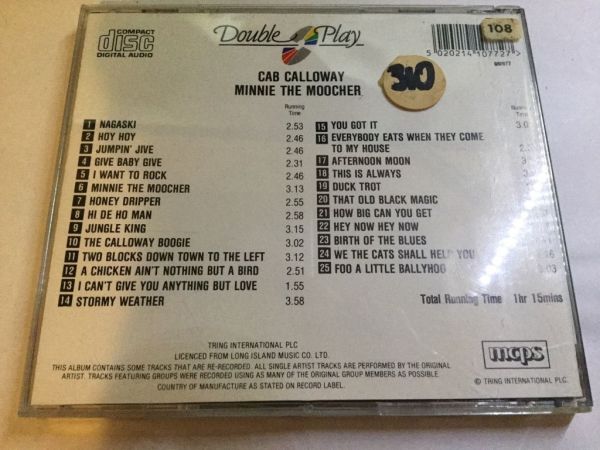 COMPACT
disc
DIGITAL AUDIO
Double Play
108
5 020214 107727>
310
CAB CALLOWAY
MINNIE THE MOOCHER
Running
Time
1 NAGASKI 2.53
2 HOY HOY 2.46
3 JUMPIN' JIVE 2.46
4 GIVE BABY GIVE 2.31
5 I WANT TO ROCK 2.46
6 MINNIE THE MOOCHER 3.13
7 HONEY DRIPPER 2.55
8 HI DE HO MAN 2.58
9 JUNGLE KING 3.15
10 THE CALLOWAY BOOGIE 3.02
11 TWO BLOCKS DOWN TOWN TO THE LEFT 3.12
12 A CHICKEN AIN'T NOTHING BUT A BIRD 2.51
13 I CAN'T GIVE YOU ANYTHING BUT LOVE 1.55
14 STORMY WEATHER 3.58
15 YOU GOT IT
16 EVERYBODY EATS WHEN THEY COME
TO MY HOUSE
17 AFTERNOON MOON
18 THIS IS ALWAYS
19 DUCK TROT
20 THAT OLD BLACK MAGIC
21 HOW BIG CAN YOU GET
22 HEY NOW HEY NOW
23 BIRTH OF THE BLUES
24 WE THE CATS SHALL HELP YOU
25 FOO A LITTLE BALLYHOO
Total Running Time 1hr 15mins
TRING INTERNATIONAL PLC
LICENCED FROM LONG ISLAND MUSIC CO. LTD.
THIS ALBUM CONTAINS SOME TRACKS THAT ARE RE-RECORDED. ALL SINGLE ARTIST TRACKS ARE PERFORMED BY THE ORIGINAL
ARTIST. TRACKS FEATURING GROUPS WERE RECORDED USING AS MANY OF THE ORIGINAL GROUP MEMBERS AS POSSIBLE.
COUNTRY OF MANUFACTURE AS STATED ON RECORD LABEL.
mcps
© TRING INTERNATIONAL PLC.